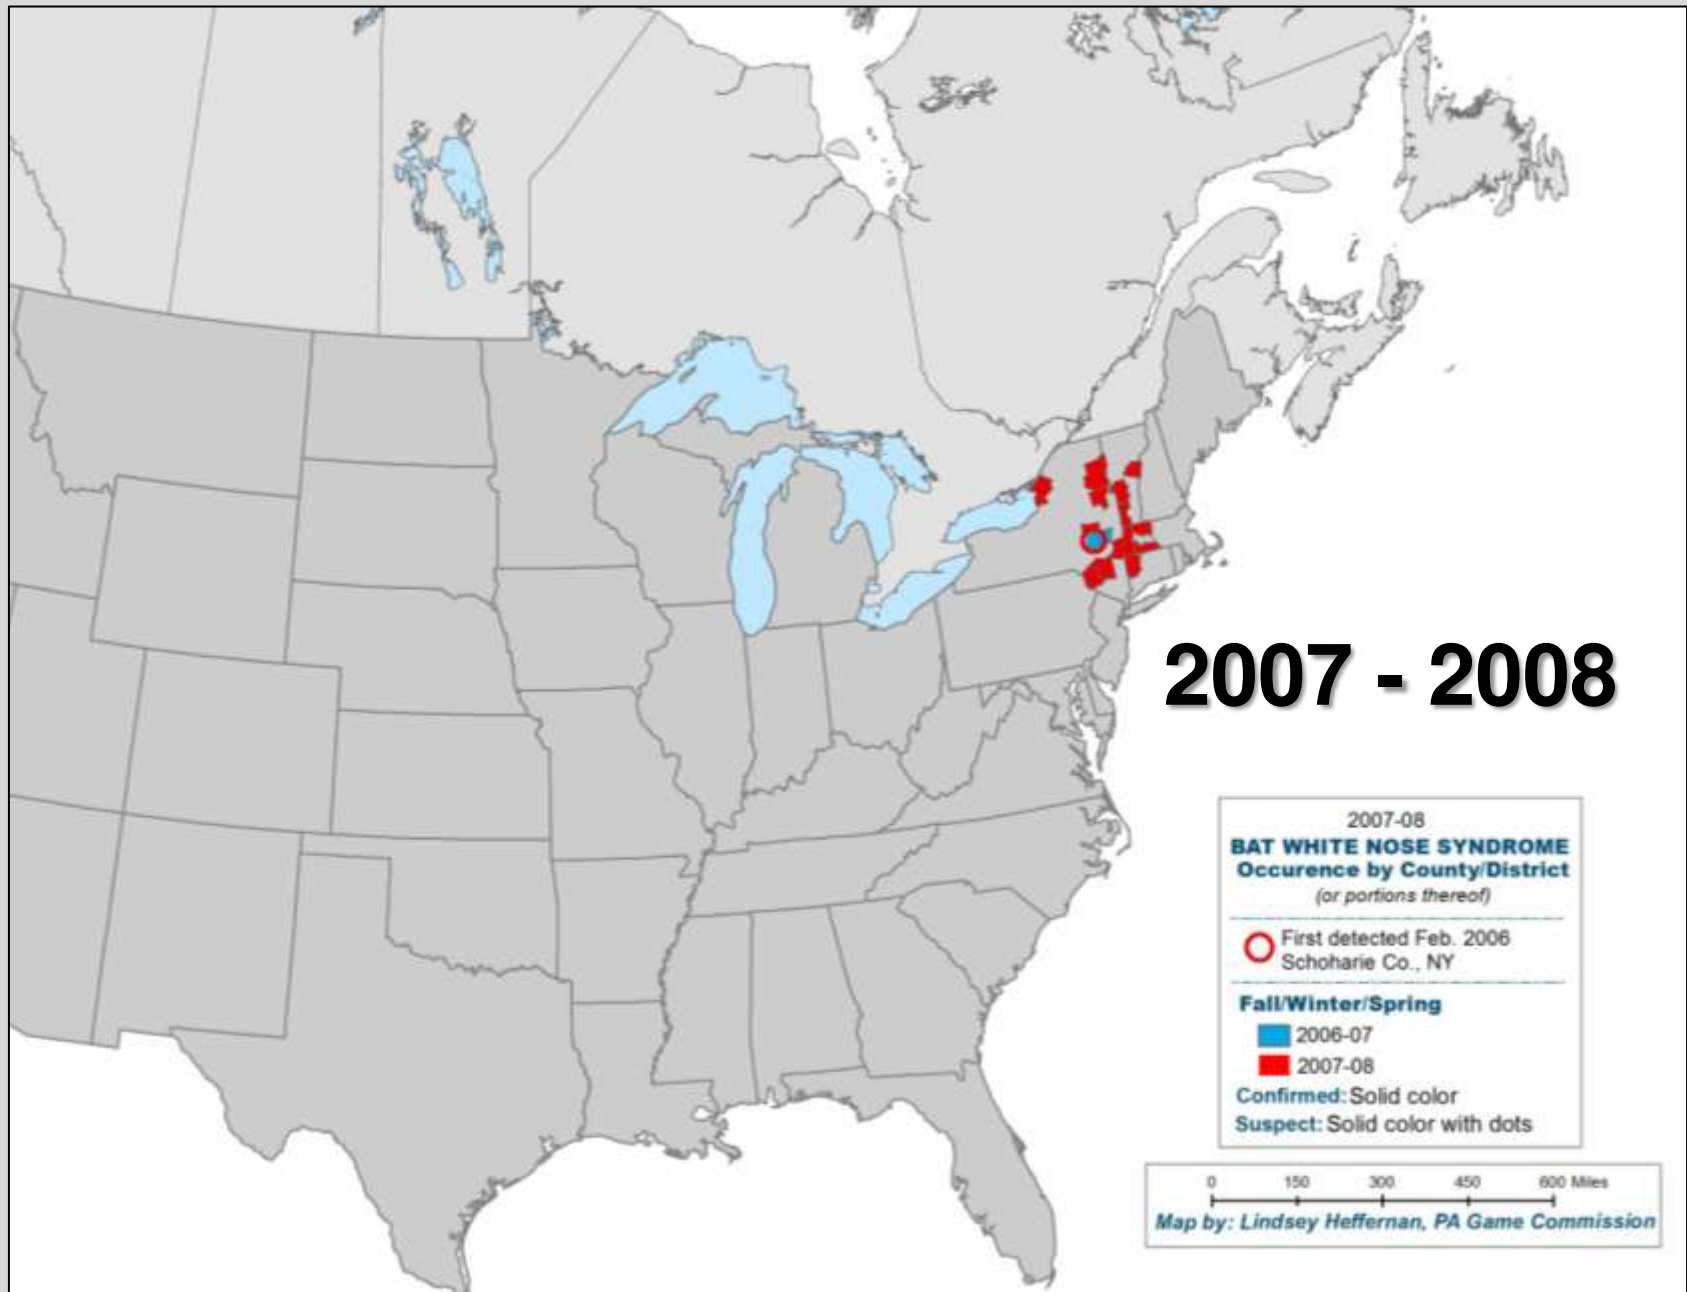 2007 - 2008
2007-08
BAT WHITE NOSE SYNDROME
Occurence by County/District
(or portions thereof)
First detected Feb. 2006
Schoharie Co., NY
Fall/Winter/Spring
2006-07
2007-08
Confirmed: Solid color
Suspect: Solid color with dots
0 150 300 450 600 Miles
Map by: Lindsey Heffernan, PA Game Commission